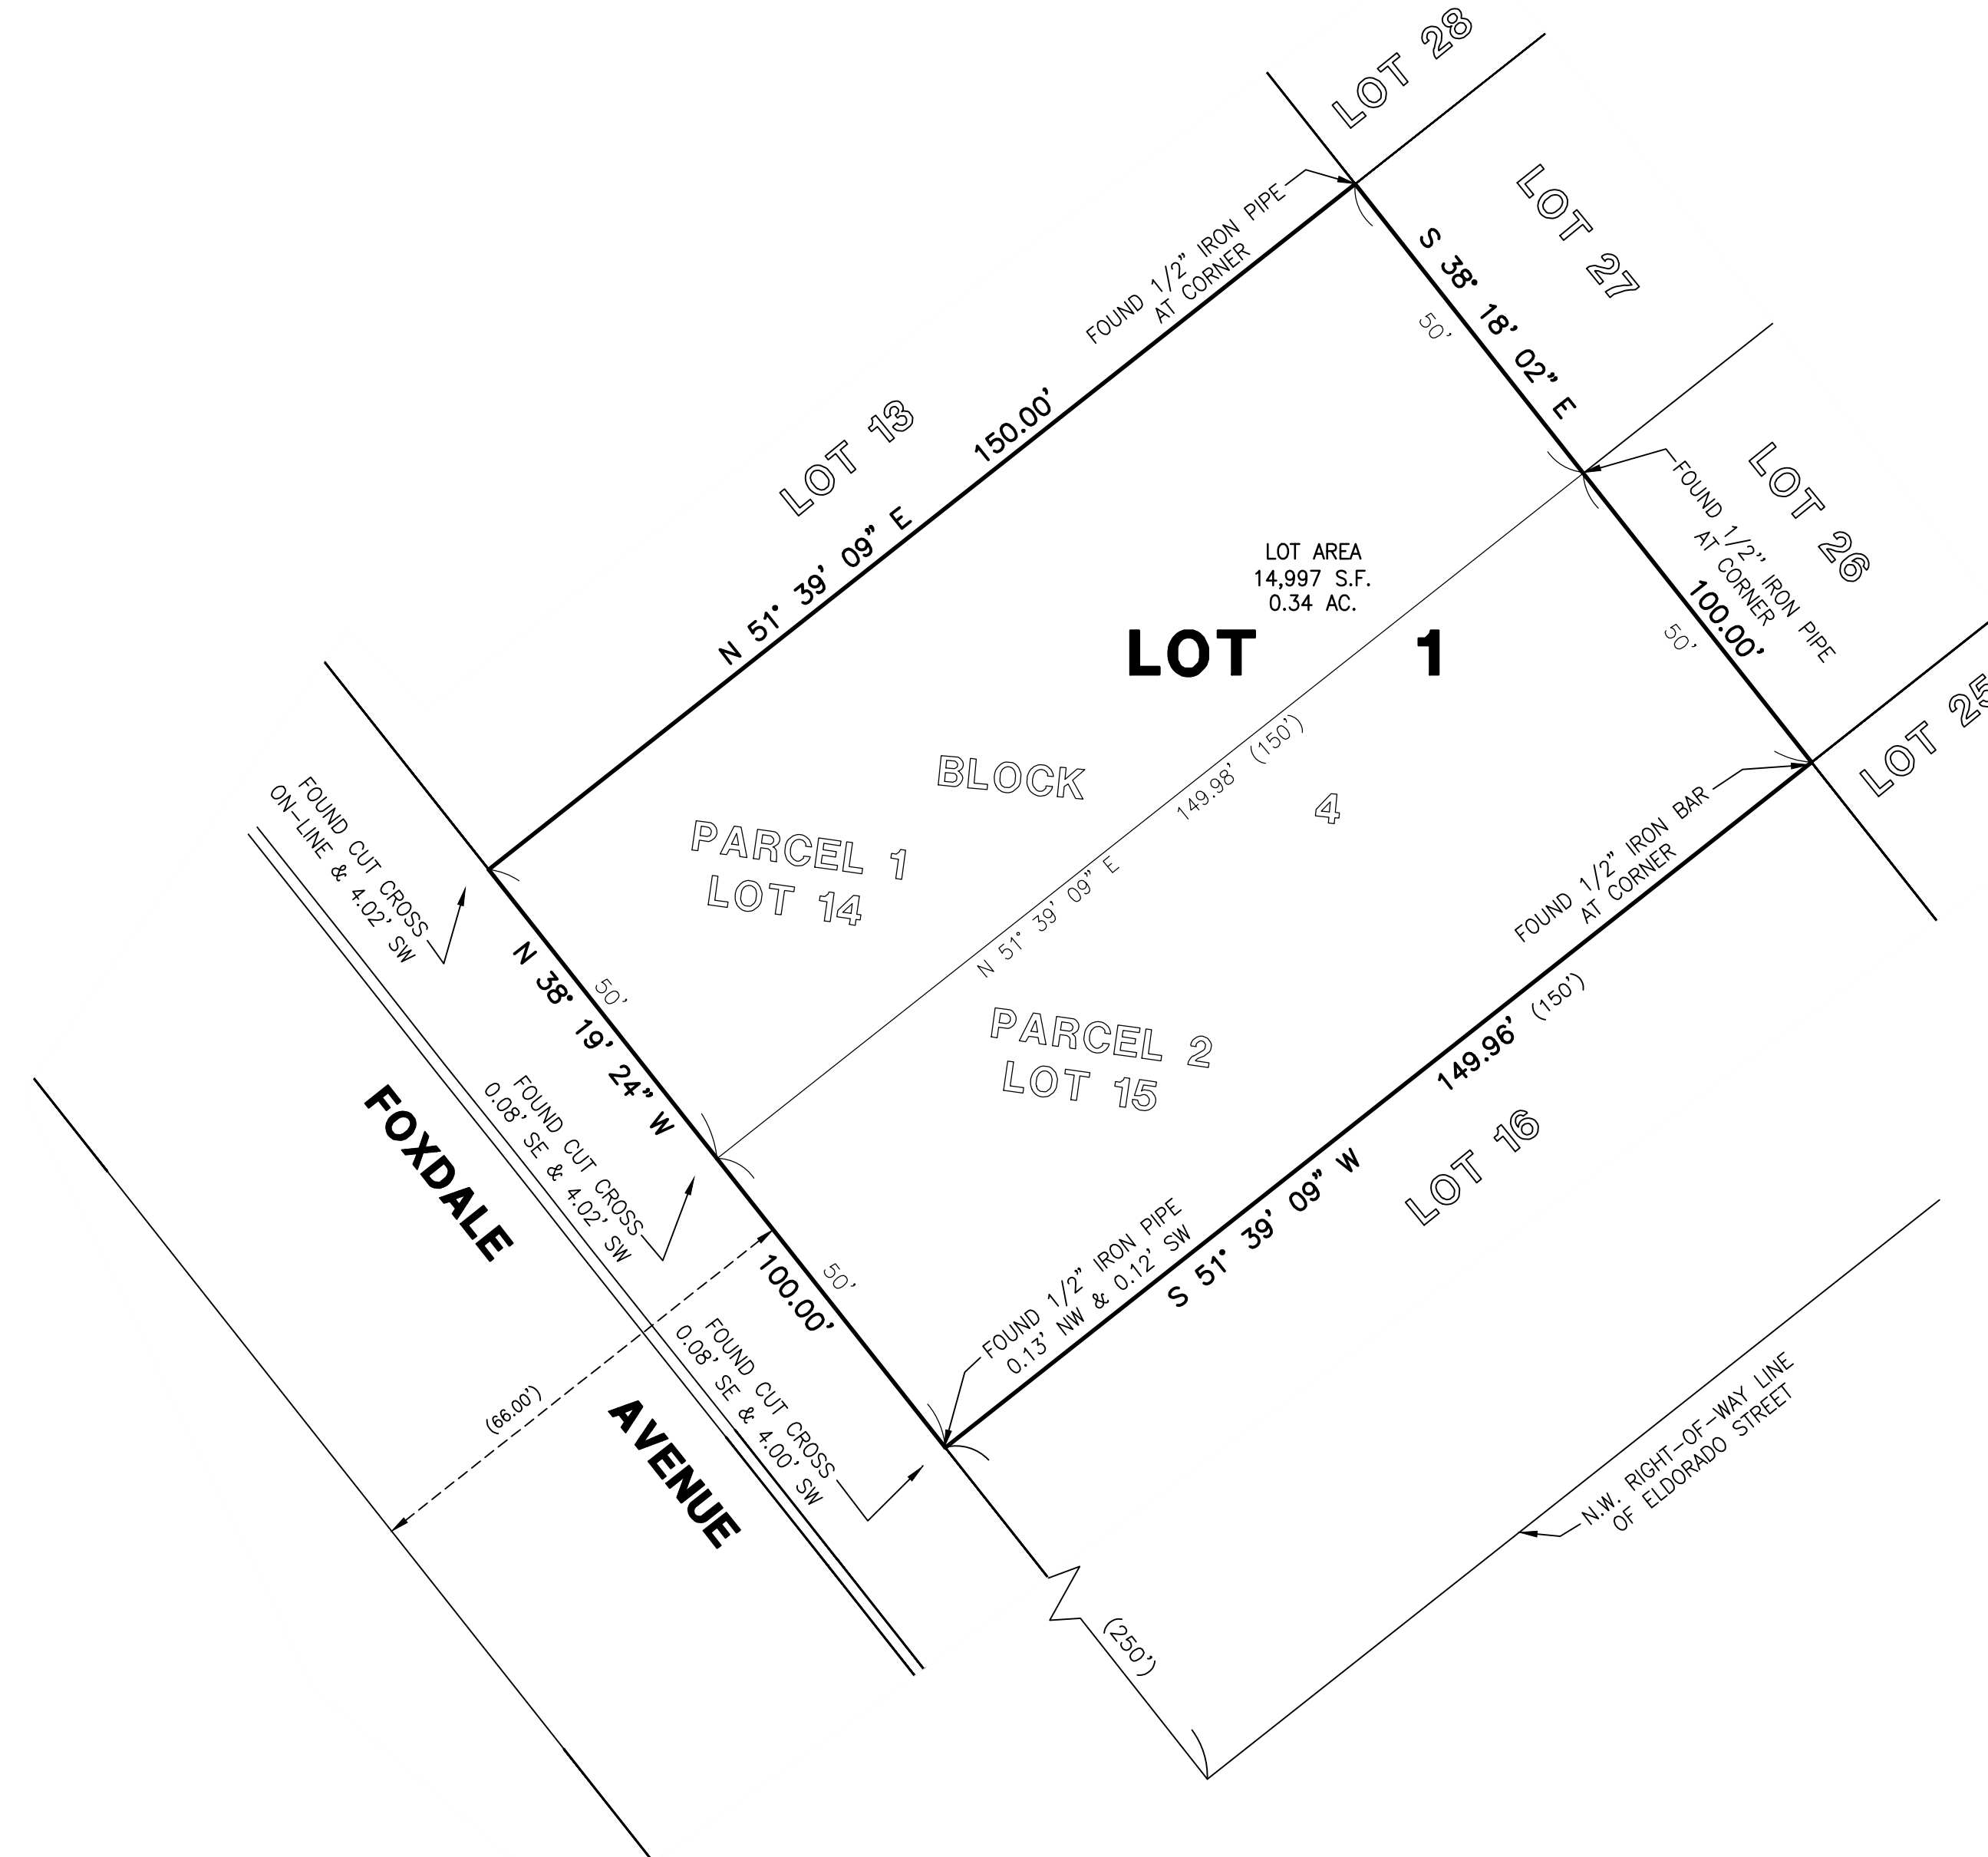 LOT 28
LOT 27
FOUND 1/2” IRON PIPE
AT CORNER
S 38° 18’ 02” E
50’
LOT 13
150.00’
N 51° 39’ 09” E
LOT 26
FOUND 1/2” IRON PIPE
AT CORNER
100.00’
50’
LOT AREA
14,997 S.F.
0.34 AC.
LOT 1
LOT 25
BLOCK 4
149.98’ (150’)
N 51° 39’ 09” E
PARCEL 1
LOT 14
FOUND 1/2” IRON BAR
AT CORNER
FOUND CUT CROSS
ON-LINE & 4.02’ SW
N 38° 19’ 24” W
50’
PARCEL 2
LOT 15
149.96’ (150’)
S 51° 39’ 09” W
LOT 16
FOXDALE
FOUND CUT CROSS
0.08’ SE & 4.02’ SW
100.00’
50’
FOUND 1/2” IRON PIPE
0.13’ NW & 0.12’ SW
FOUND CUT CROSS
0.08’ SE & 4.00’ SW
(66.00’)
AVENUE
N.W. RIGHT-OF-WAY LINE
OF ELDORADO STREET
(250’)